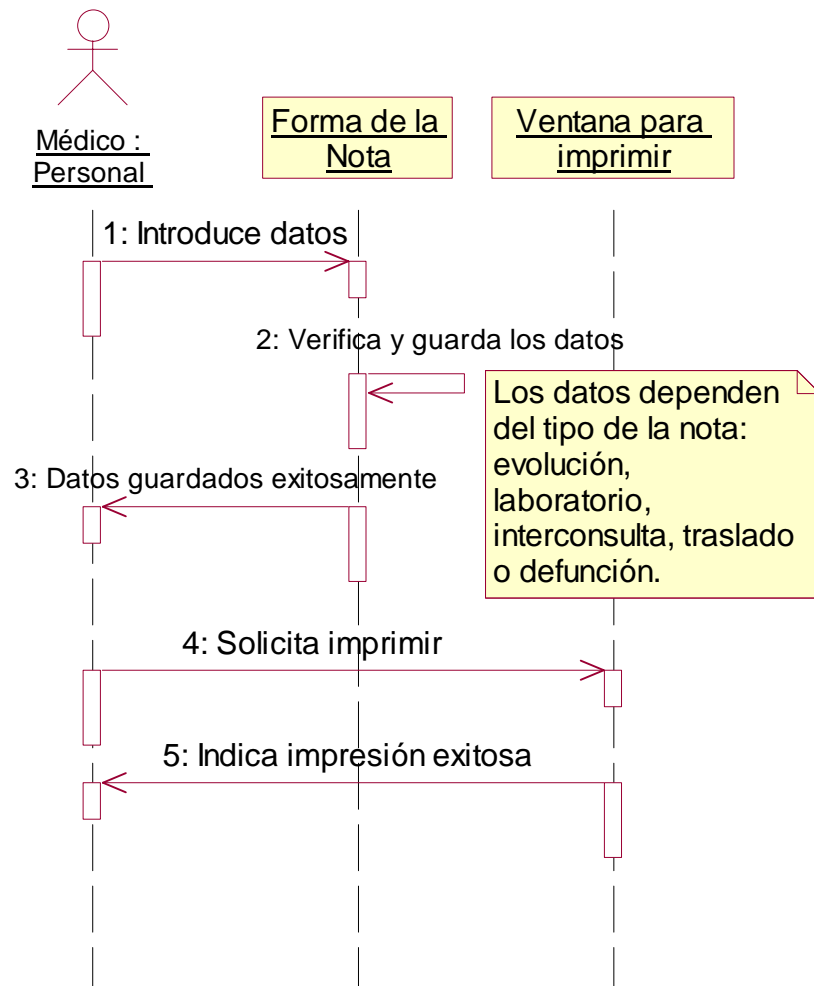 Médico :
Personal
Forma de la
Nota
Ventana para
imprimir
1: Introduce datos
2: Verifica y guarda los datos
Los datos dependen
del tipo de la nota:
evolución,
laboratorio,
interconsulta, traslado
o defunción.
3: Datos guardados exitosamente
4: Solicita imprimir
5: Indica impresión exitosa